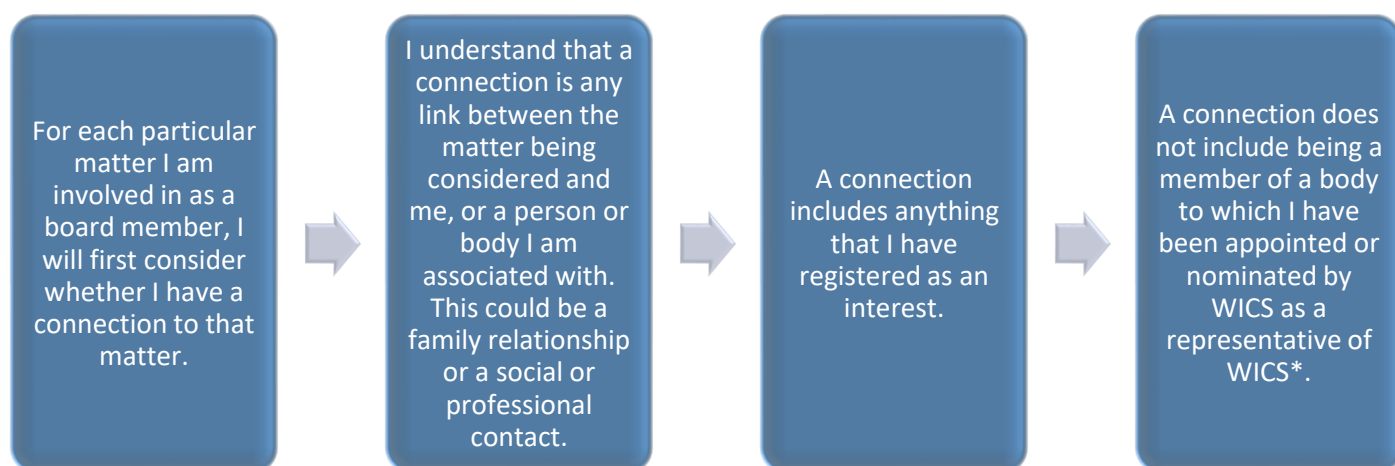 For each particular
matter I am
involved in as a
board member, I
will first consider
whether I have a
connection to that
matter.
I understand that a
connection is any
link between the
matter being
considered and
me, or a person or
body I am
associated with.
This could be a
family relationship
or a social or
professional
contact.
A connection
includes anything
that I have
registered as an
interest.
A connection does
not include being a
member of a body
to which I have
been appointed or
nominated by
WICS as a
representative of
WICS*.